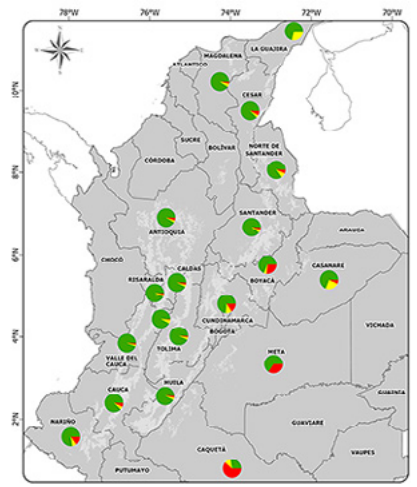 78°W 76°W 74°W 72°W 70°W
LA GUAJIRA
MAGDALENA
ATLANTICO
10°N
CESAR
SUCRE
BOLÍVAR
NORTE DE
SANTANDER
CÓRDOBA
8°N
SANTANDER
ANTIOQUIA
ARAUCA
6°N
CHOCÓ
BOYACÁ
CASANARE
CALDAS
RISARALDA
CUNDINAMARCA
BOGOTÁ
VICHADA
4°N
VALLE DEL
CAUCA
TOLIMA
META
HUILA
CAUCA
GUAINÍA
2°N
NARIÑO
GUAVIARE
CAQUETÁ
VAUPES
PUTUMAYO